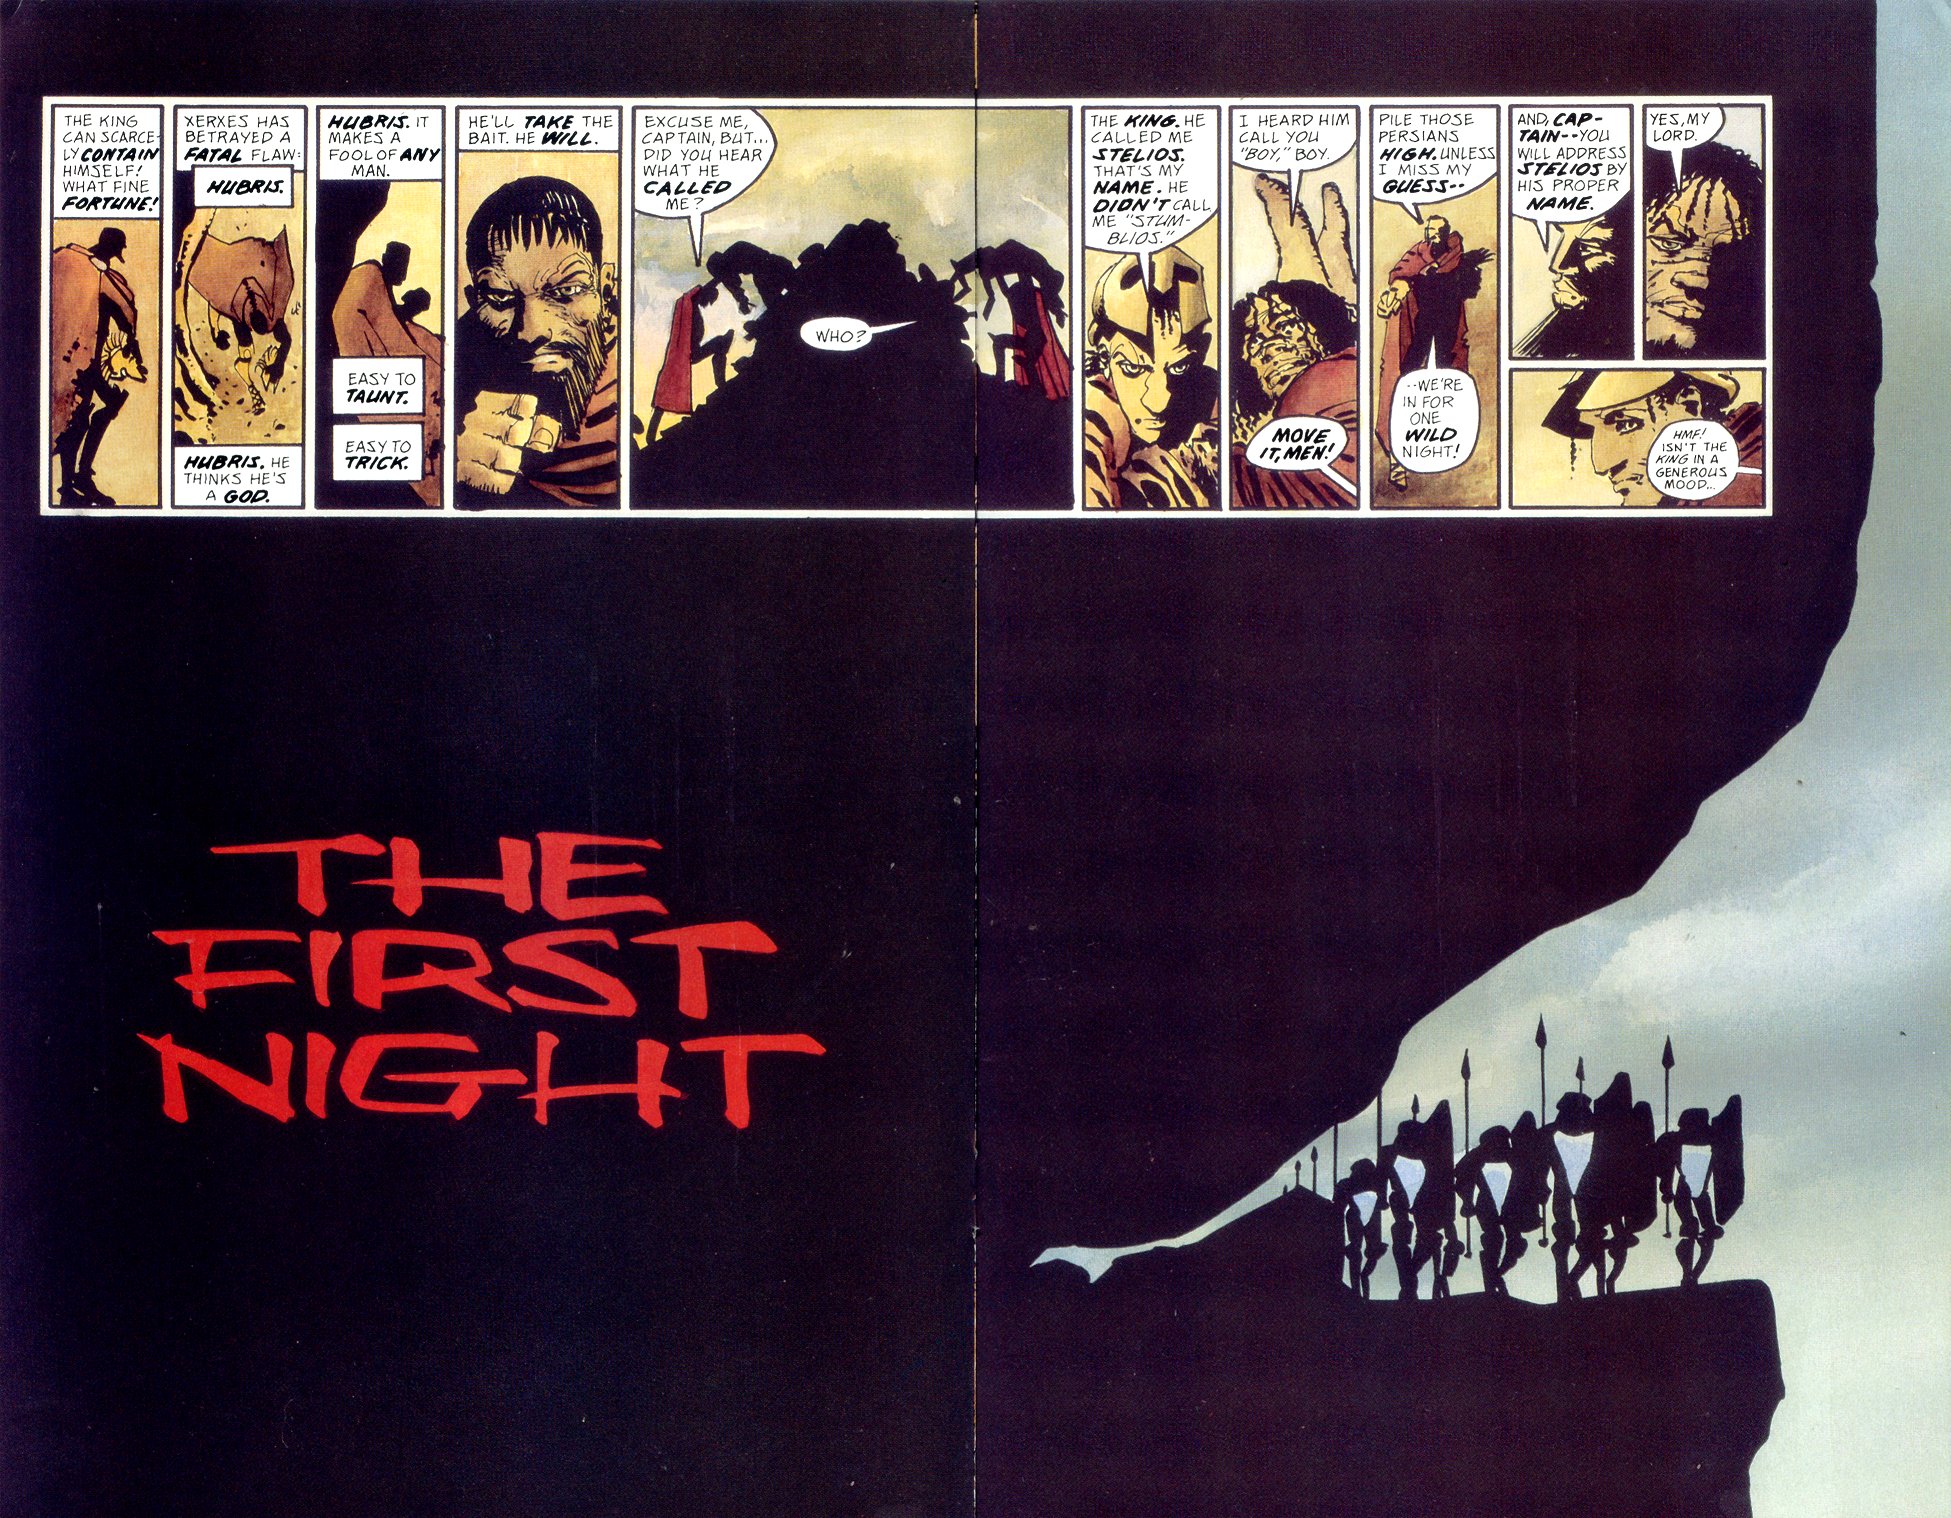 THE KING
CAN SCARCE-
LY CONTAIN
HIMSELF!
WHAT FINE
FORTUNE!
XERXES HAS
BETRAYED A
FATAL FLAW:
HUBRIS.
HUBRIS. HE
THINKS HE'S
A GOD.
HUBRIS. IT
MAKES A
FOOL OF ANY
MAN.
EASY TO
TAUNT.
EASY TO
TRICK.
HE'LL TAKE THE
BAIT. HE WILL.
EXCUSE ME,
CAPTAIN, BUT...
DID YOU HEAR
WHAT HE
CALLED
ME?
WHO?
THE KING. HE
CALLED ME
STELIOS.
THAT'S MY
NAME. HE
DIDN'T CALL
ME "STUM-
BLIOS."
I HEARD HIM
CALL YOU
"BOY," BOY.
MOVE
IT, MEN!
PILE THOSE
PERSIANS
HIGH. UNLESS
I MISS MY
GUESS--
--WE'RE
IN FOR
ONE
WILD
NIGHT!
AND, CAP-
TAIN--YOU
WILL ADDRESS
STELIOS BY
HIS PROPER
NAME.
YES, MY
LORD.
HMF!
ISN'T THE
KING IN A
GENEROUS
MOOD...
THE
FIRST
NIGHT